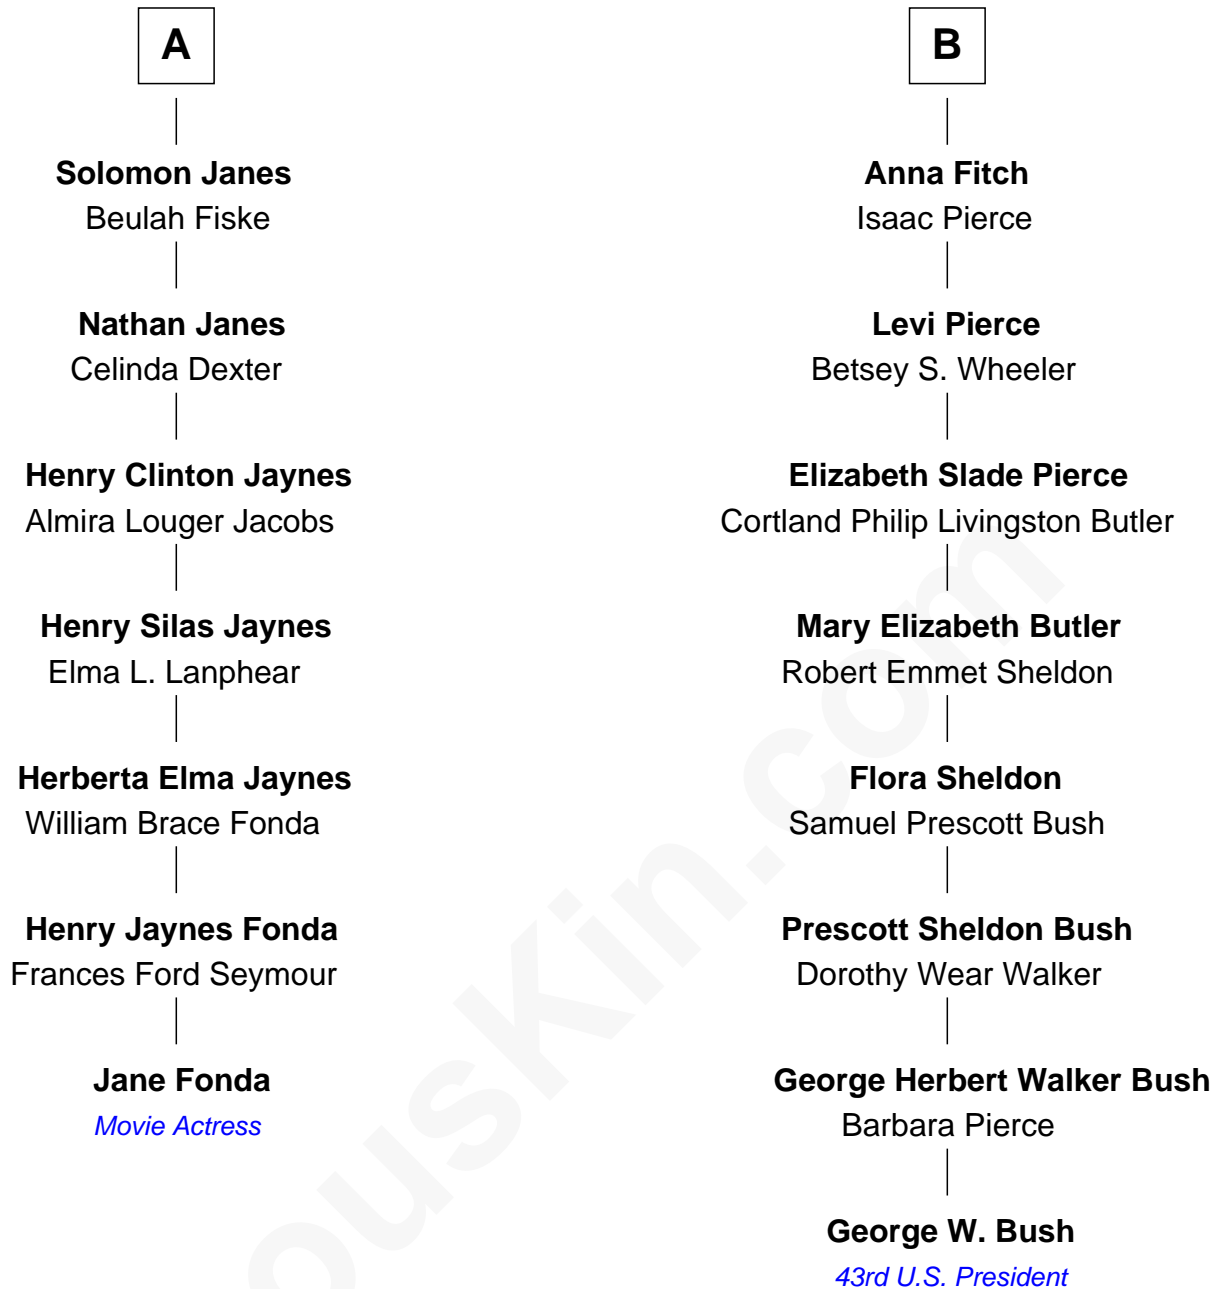 A
Solomon Janes
Beulah Fiske
Nathan Janes
Celinda Dexter
Henry Clinton Jaynes
Almira Louger Jacobs
Henry Silas Jaynes
Elma L. Lanphear
Herberta Elma Jaynes
William Brace Fonda
Henry Jaynes Fonda
Frances Ford Seymour
Jane Fonda
Movie Actress
B
Anna Fitch
Isaac Pierce
Levi Pierce
Betsey S. Wheeler
Elizabeth Slade Pierce
Cortland Philip Livingston Butler
Mary Elizabeth Butler
Robert Emmet Sheldon
Flora Sheldon
Samuel Prescott Bush
Prescott Sheldon Bush
Dorothy Wear Walker
George Herbert Walker Bush
Barbara Pierce
George W. Bush
43rd U.S. President
ousKin.com